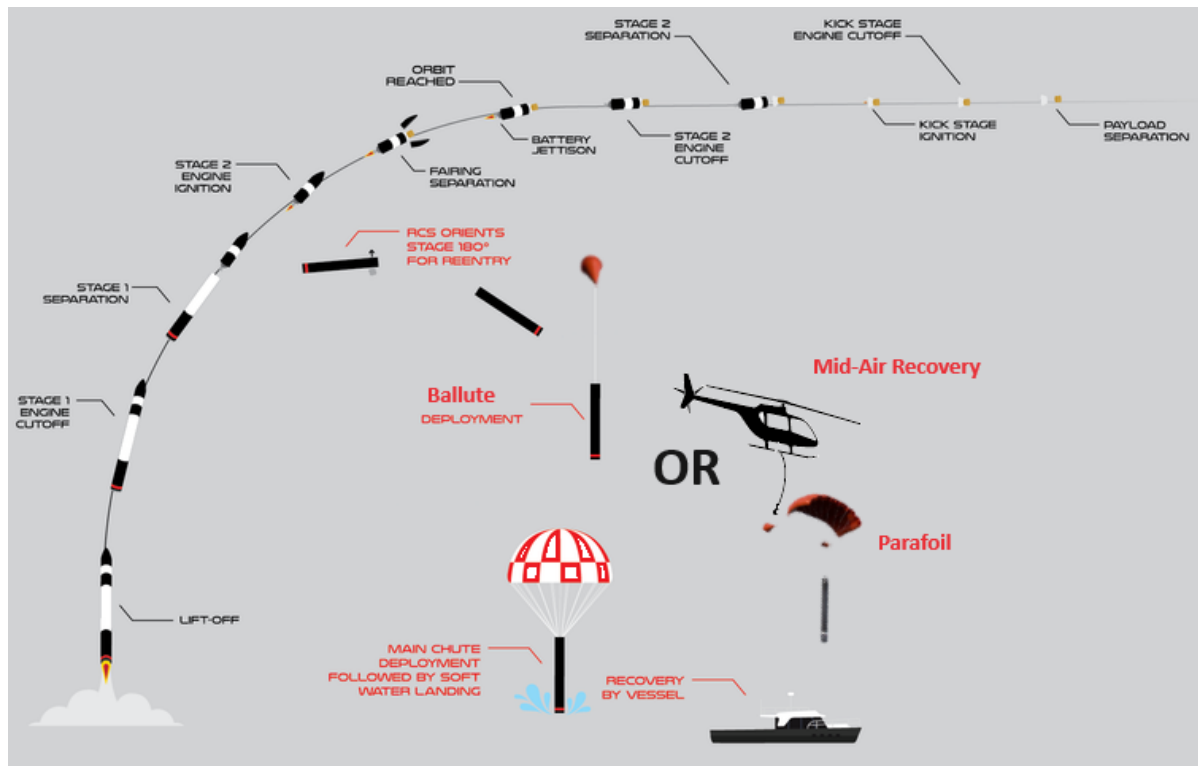 STAGE 2
SEPARATION
KICK STAGE
ENGINE CUTOFF
ORBIT
REACHED
BATTERY
JETTISON
STAGE 2
ENGINE
CUTOFF
KICK STAGE
IGNITION
PAYLOAD
SEPARATION
STAGE 2
ENGINE
IGNITION
FAIRING
SEPARATION
RCS ORIENTS
STAGE 180°
FOR REENTRY
STAGE 1
SEPARATION
Ballute
DEPLOYMENT
Mid-Air Recovery
STAGE 1
ENGINE
CUTOFF
OR
Parafoil
LIFT-OFF
MAIN CHUTE
DEPLOYMENT
FOLLOWED BY SOFT
WATER LANDING
RECOVERY
BY VESSEL